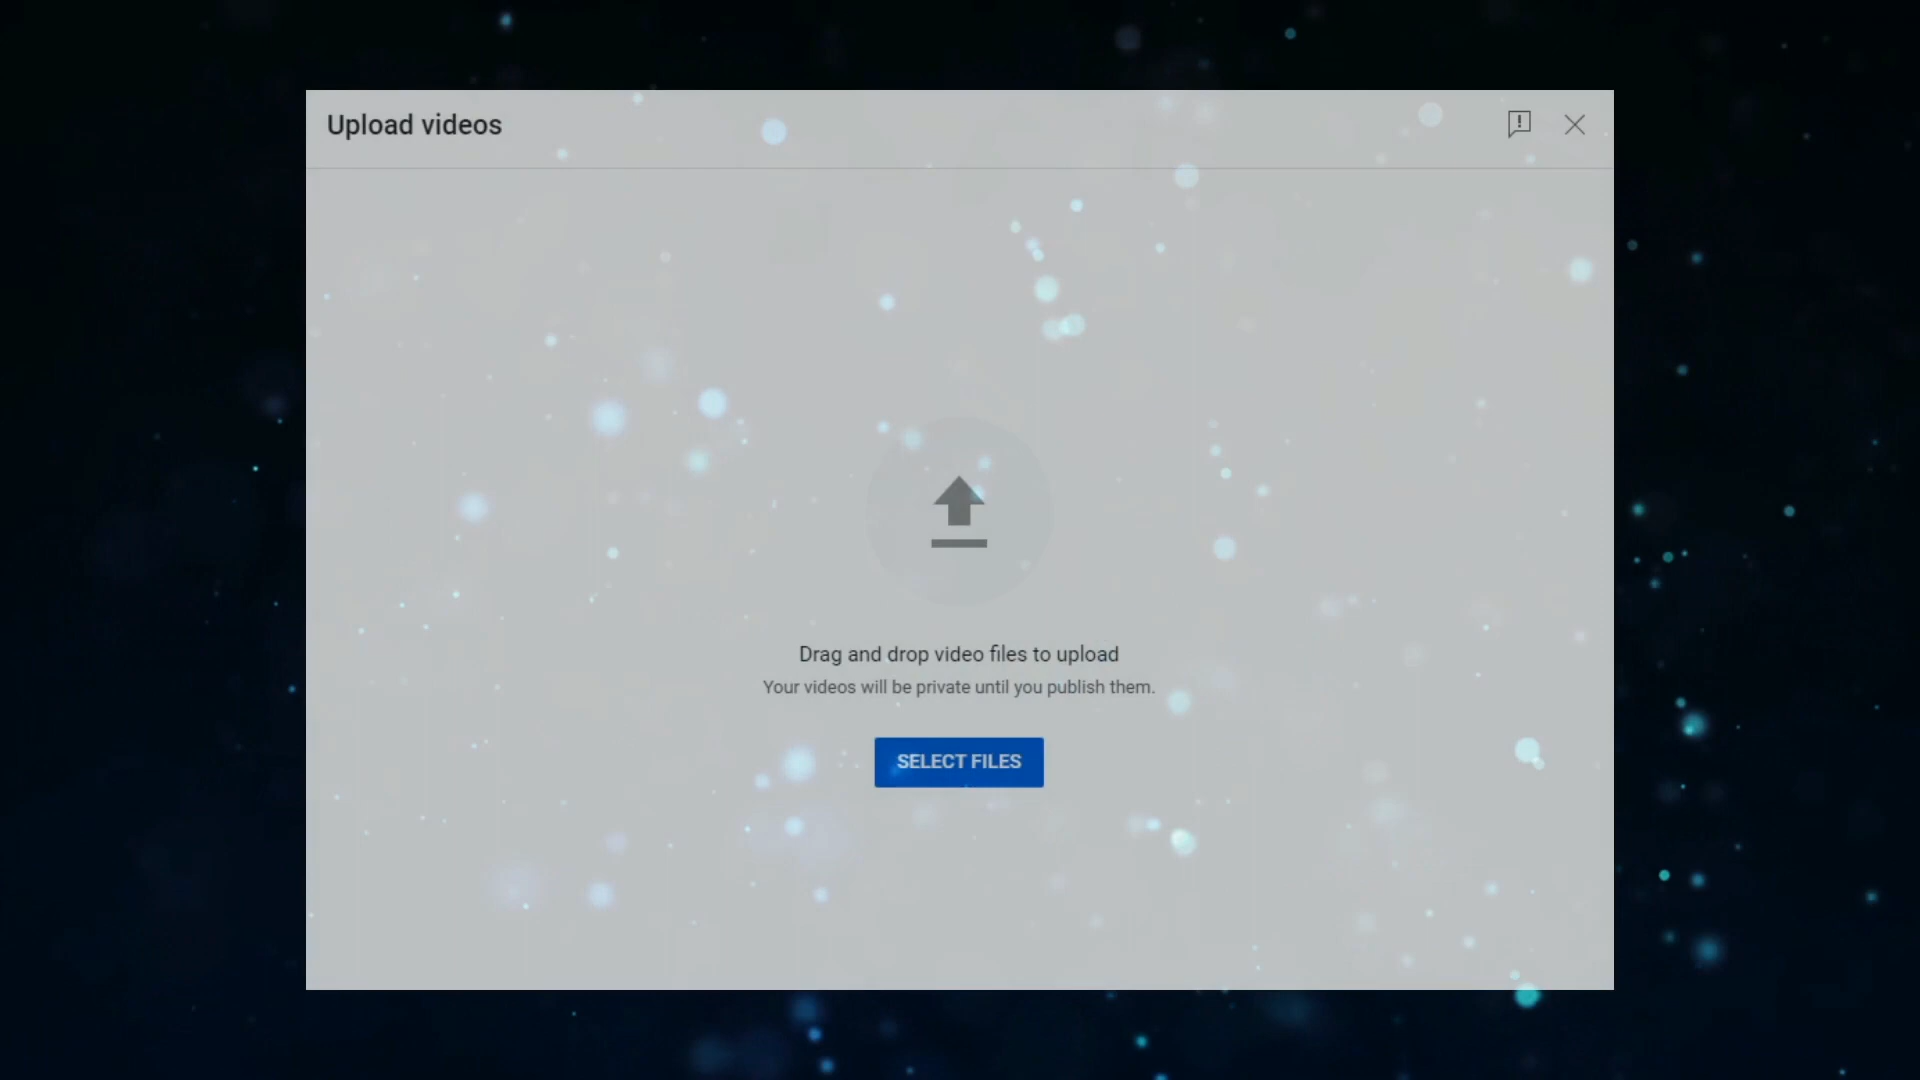 Upload videos
Drag and drop video files to upload
Your videos will be private until you publish them.
SELECT FILES